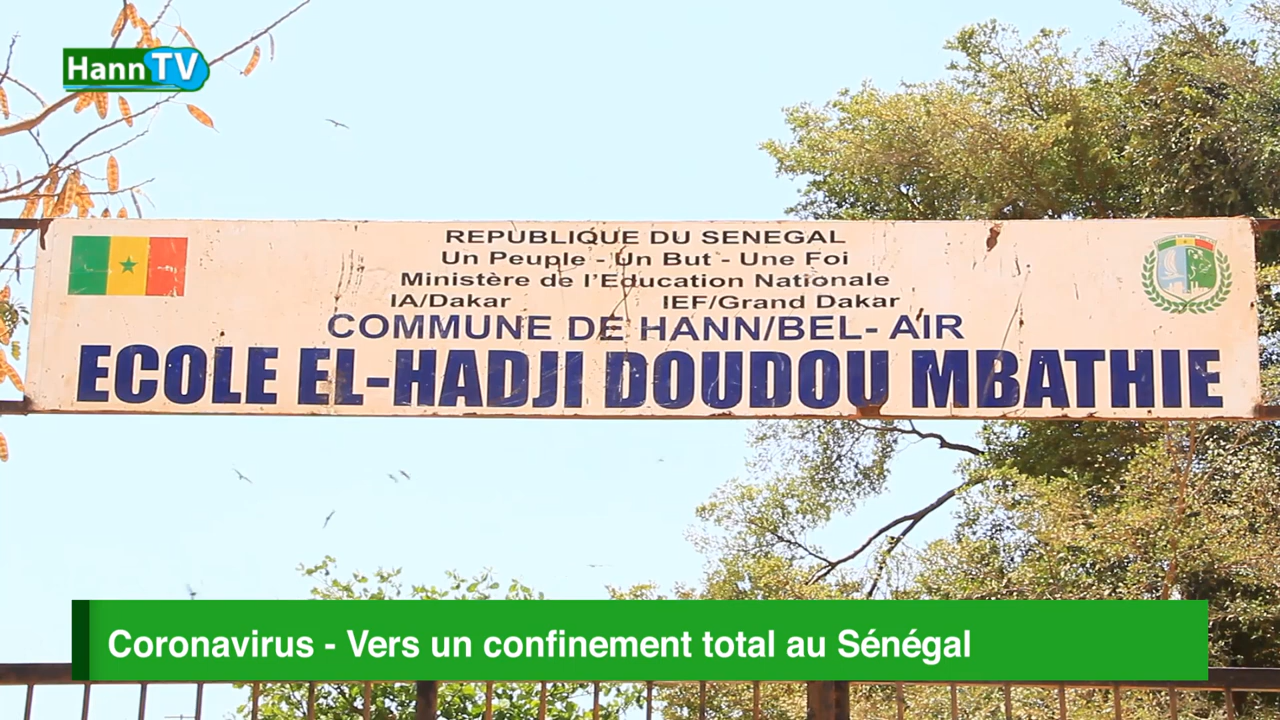 HannTV
REPUBLIQUE DU SENEGAL
Un Peuple - Un But - Une Foi
Ministère de l'Education Nationale
IA/Dakar IEF/Grand Dakar
COMMUNE DE HANN/BEL- AIR
ECOLE EL-HADJI DOUDOU MBATHIE
Coronavirus - Vers un confinement total au Sénégal